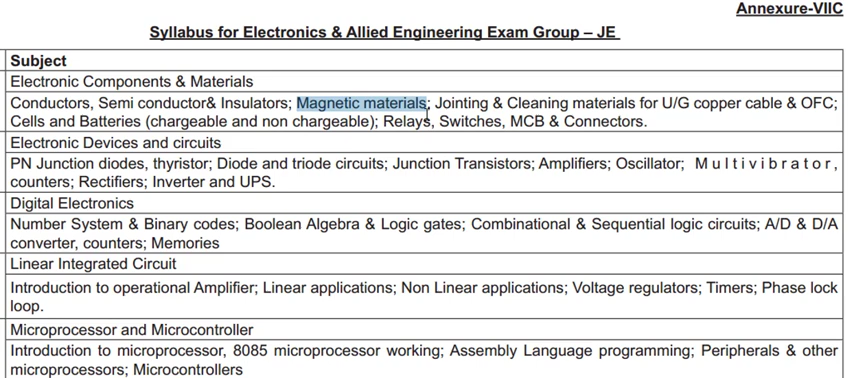 Annexure-VIIC
Syllabus for Electronics & Allied Engineering Exam Group – JE
Subject
Electronic Components & Materials
Conductors, Semi conductor& Insulators; Magnetic materials; Jointing & Cleaning materials for U/G copper cable & OFC;
Cells and Batteries (chargeable and non chargeable); Relays, Switches, MCB & Connectors.
Electronic Devices and circuits
PN Junction diodes, thyristor; Diode and triode circuits; Junction Transistors; Amplifiers; Oscillator; M u l t i v i b r a t o r ,
counters; Rectifiers; Inverter and UPS.
Digital Electronics
Number System & Binary codes; Boolean Algebra & Logic gates; Combinational & Sequential logic circuits; A/D & D/A
converter, counters; Memories
Linear Integrated Circuit
Introduction to operational Amplifier; Linear applications; Non Linear applications; Voltage regulators; Timers; Phase lock
loop.
Microprocessor and Microcontroller
Introduction to microprocessor, 8085 microprocessor working; Assembly Language programming; Peripherals & other
microprocessors; Microcontrollers